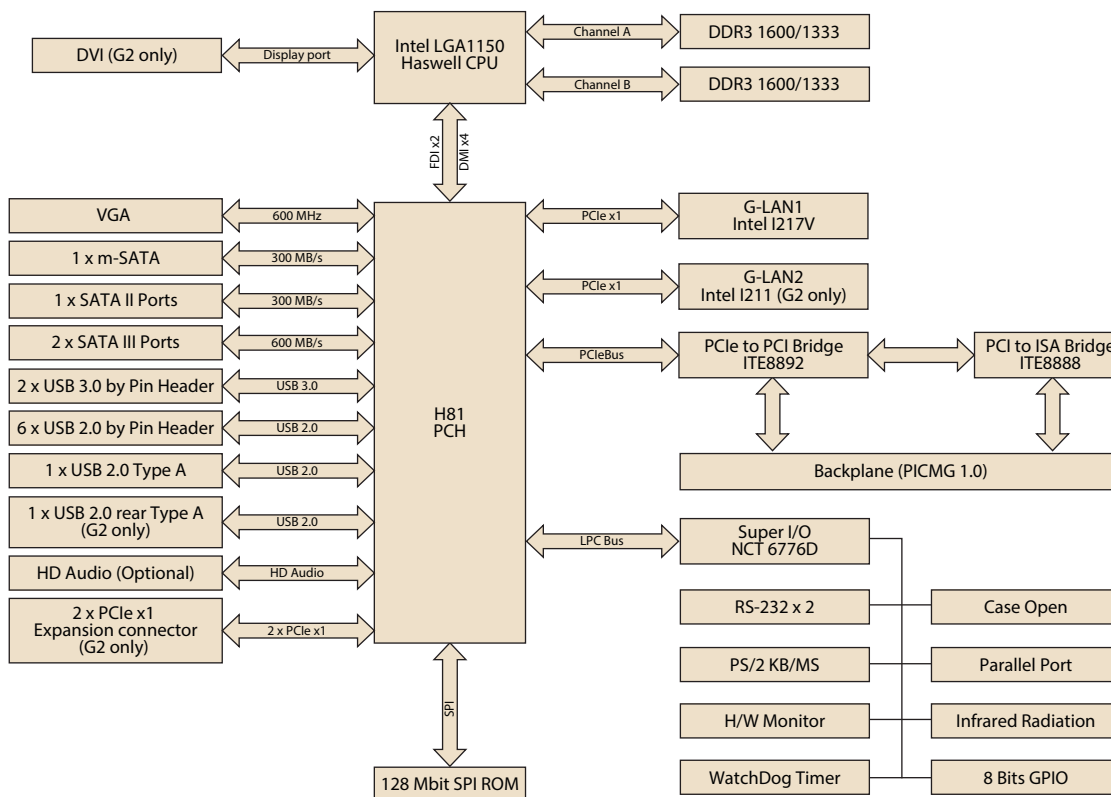 DVI (G2 only)
Display port
Intel LGA1150
Haswell CPU
Channel A
DDR3 1600/1333
Channel B
DDR3 1600/1333
FDI x2
DMI x4
VGA
600 MHz
1 x m-SATA
300 MB/s
1 x SATA II Ports
300 MB/s
2 x SATA III Ports
600 MB/s
2 x USB 3.0 by Pin Header
USB 3.0
6 x USB 2.0 by Pin Header
USB 2.0
1 x USB 2.0 Type A
USB 2.0
1 x USB 2.0 rear Type A
(G2 only)
USB 2.0
HD Audio (Optional)
HD Audio
2 x PCIe x1
Expansion connector
(G2 only)
2 x PCIe x1
H81
PCH
PCIe x1
G-LAN1
Intel I217V
PCIe x1
G-LAN2
Intel I211 (G2 only)
PCIeBus
PCIe to PCI Bridge
ITE8892
PCI to ISA Bridge
ITE8888
Backplane (PICMG 1.0)
LPC Bus
Super I/O
NCT 6776D
RS-232 x 2
Case Open
PS/2 KB/MS
Parallel Port
H/W Monitor
Infrared Radiation
WatchDog Timer
8 Bits GPIO
SPI
128 Mbit SPI ROM